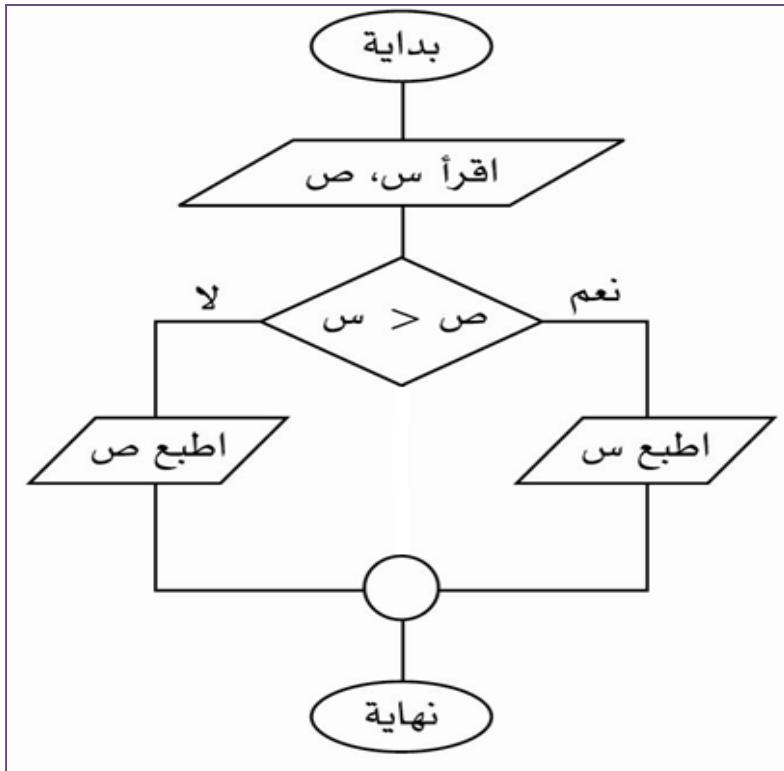 بداية
اقرأ س، ص
نعم
ص < س
لا
اطبع س
اطبع ص
نهاية